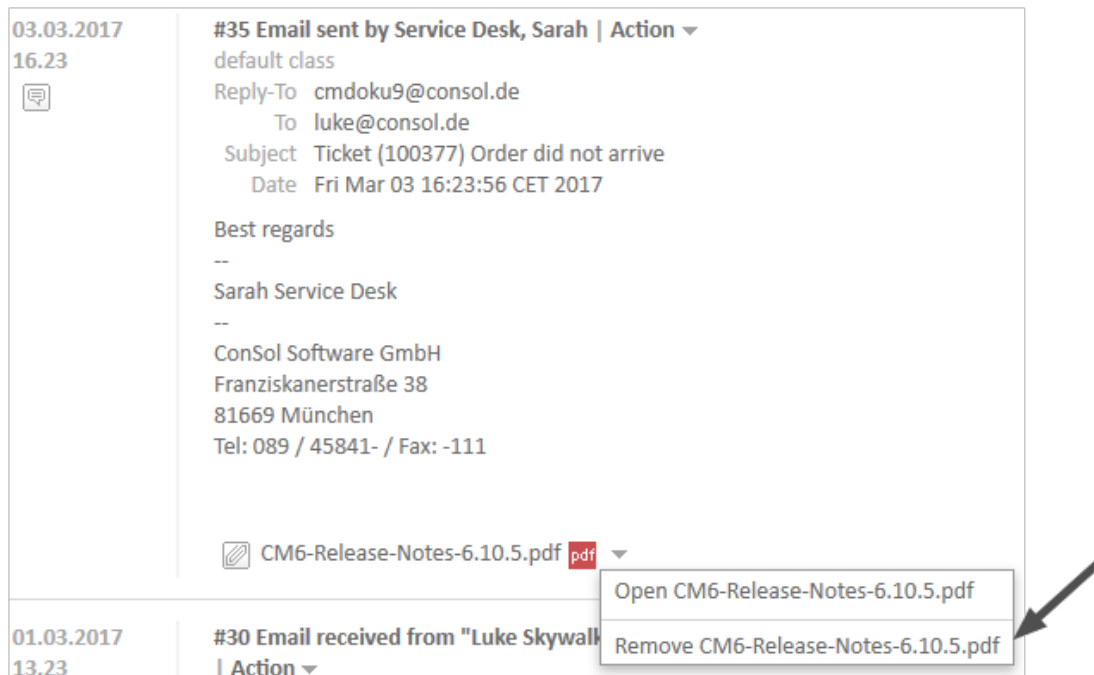 03.03.2017
16.23
#35 Email sent by Service Desk, Sarah | Action
default class
Reply-To cmdoku9@consol.de
To luke@consol.de
Subject Ticket (100377) Order did not arrive
Date Fri Mar 03 16:23:56 CET 2017
Best regards
--
Sarah Service Desk
--
ConSol Software GmbH
Franziskanerstraße 38
81669 München
Tel: 089 / 45841- / Fax: -111
CM6-Release-Notes-6.10.5.pdf pdf
Open CM6-Release-Notes-6.10.5.pdf
Remove CM6-Release-Notes-6.10.5.pdf
01.03.2017
13.23
#30 Email received from "Luke Skywalk
| Action